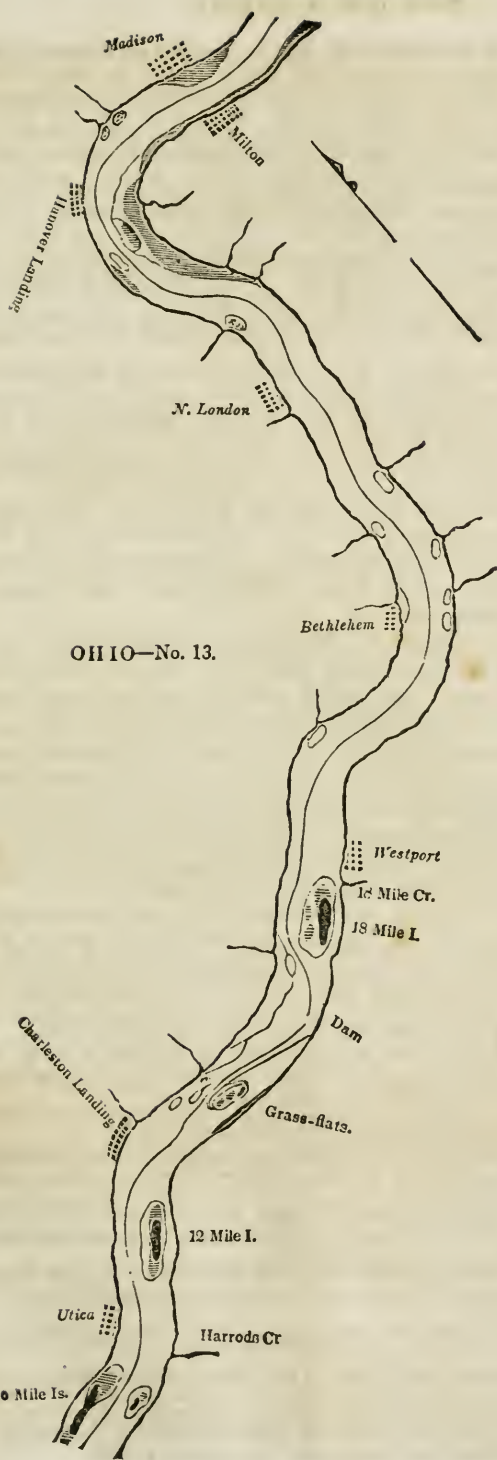 Madison
Milton
Hanover Landing
N. London
Bethlehem
OHIO—No. 13.
Westport
18 Mile Cr.
18 Mile I.
Dam
Charleston Landing
Grass-flats.
12 Mile I.
Utica
Harrods Cr
Mile Is.